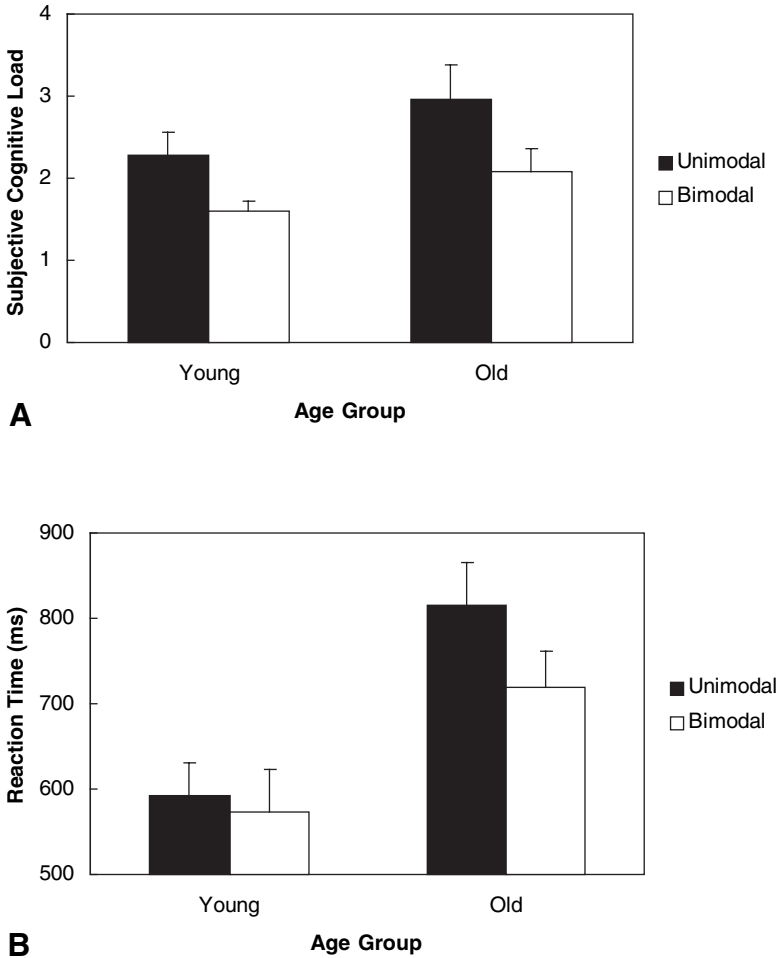 4
3
2
1
0
Subjective Cognitive Load
Young
Old
Age Group
Unimodal
Bimodal
A
900
800
700
600
500
Reaction Time (ms)
Young
Old
Age Group
Unimodal
Bimodal
B